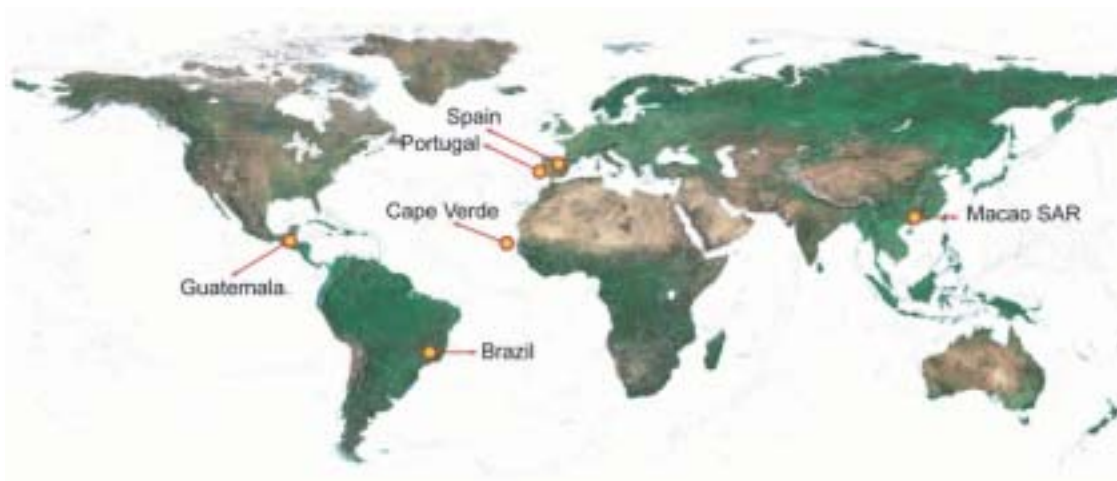 Spain
Portugal
Cape Verde
Macao SAR
Guatemala.
Brazil